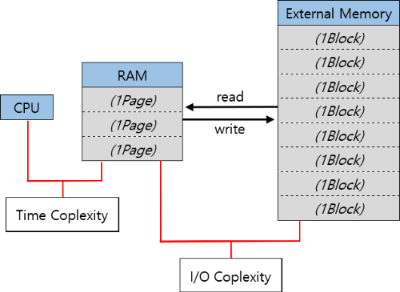 External Memory
(1Block)
(1Block)
(1Block)
(1Block)
(1Block)
(1Block)
(1Block)
(1Block)
RAM
(1Page)
(1Page)
(1Page)
CPU
read
write
Time Coplexity
I/O Coplexity